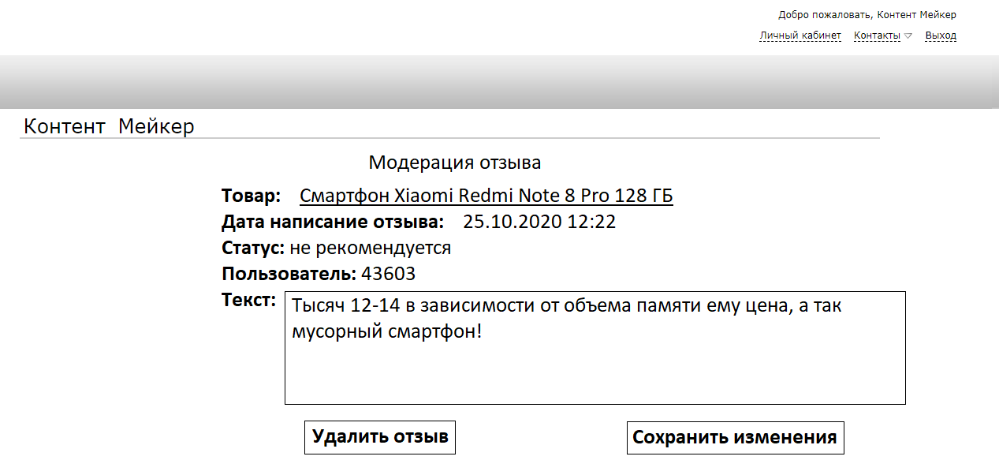 Добро пожаловать, Контент Мейкер
Личный кабинет Контакты Выход
Контент Мейкер
Модерация отзыва
Товар: Смартфон Xiaomi Redmi Note 8 Pro 128 ГБ
Дата написание отзыва: 25.10.2020 12:22
Статус: не рекомендуется
Пользователь: 43603
Текст: Тысяч 12-14 в зависимости от объема памяти ему цена, а так
мусорный смартфон!
Удалить отзыв Сохранить изменения